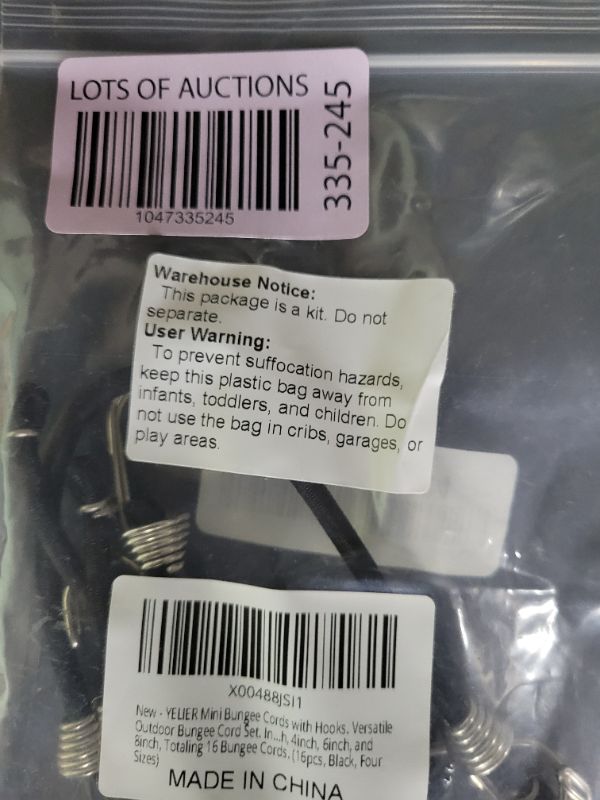 LOTS OF AUCTIONS
335-245
1047335245
Warehouse Notice:
This package is a kit. Do not
separate.
User Warning:
To prevent suffocation hazards,
keep this plastic bag away from
infants, toddlers, and children. Do
not use the bag in cribs, garages, or
play areas.
X00488JSI1
New - YELIER Mini Bungee Cords with Hooks. Versatile
Outdoor Bungee Cord Set. In...h, 4inch, 6inch, and
8inch, Totaling 16 Bungee Cords, (16pcs, Black, Four
Sizes)
MADE IN CHINA